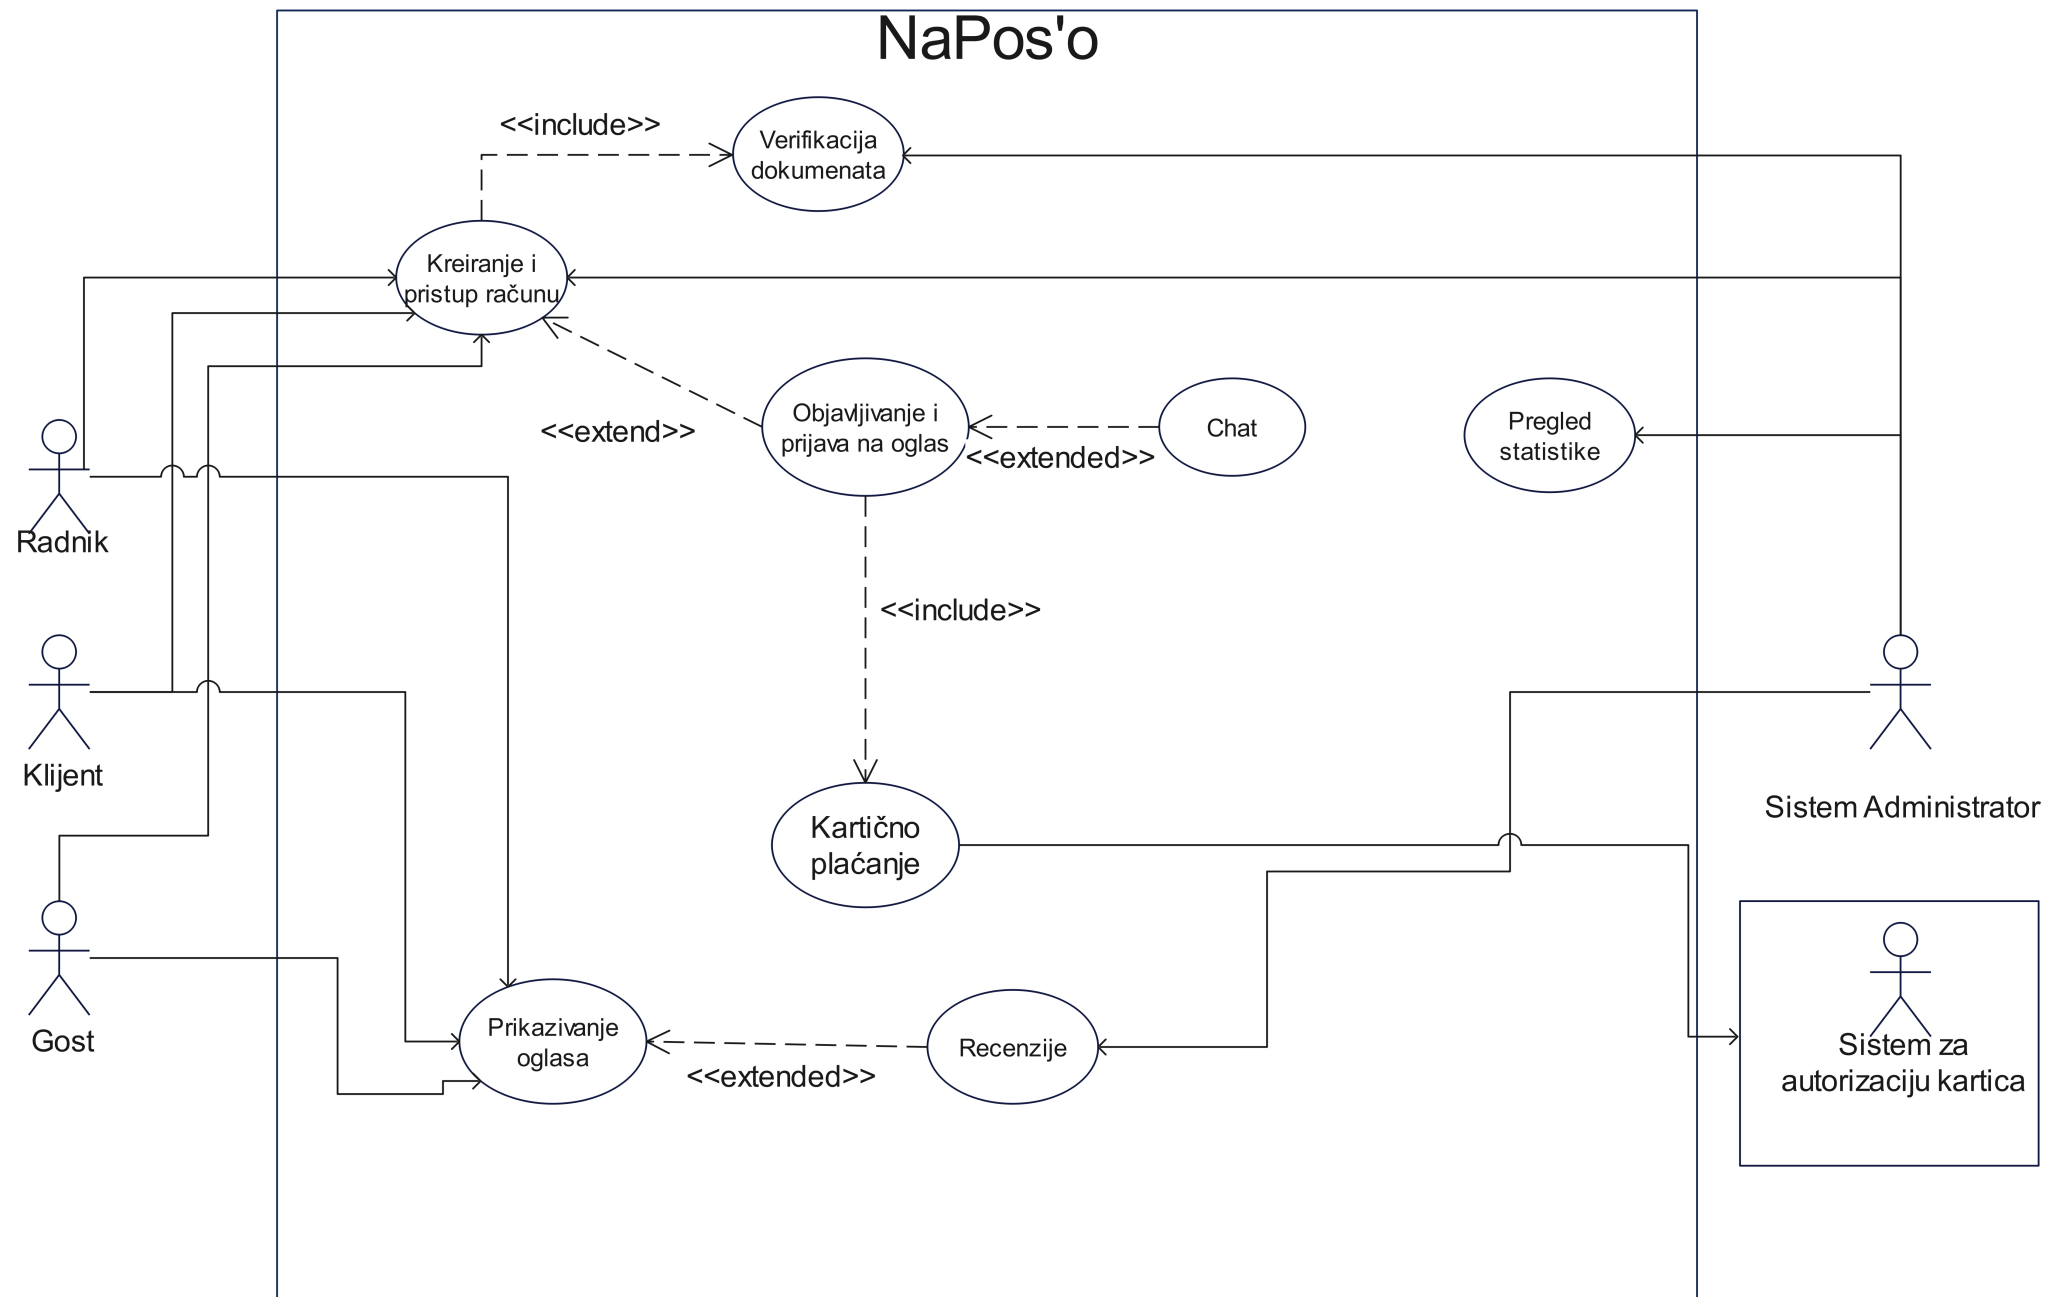 NaPos'o
<<include>>
Verifikacija
dokumenata
Kreiranje i
pristup računu
<<extend>>
Objavljivanje i
prijava na oglas
<<extended>>
Chat
Pregled
statistike
Radnik
<<include>>
Klijent
Sistem Administrator
Kartično
plaćanje
Gost
Prikazivanje
oglasa
<<extended>>
Recenzije
Sistem za
autorizaciju kartica